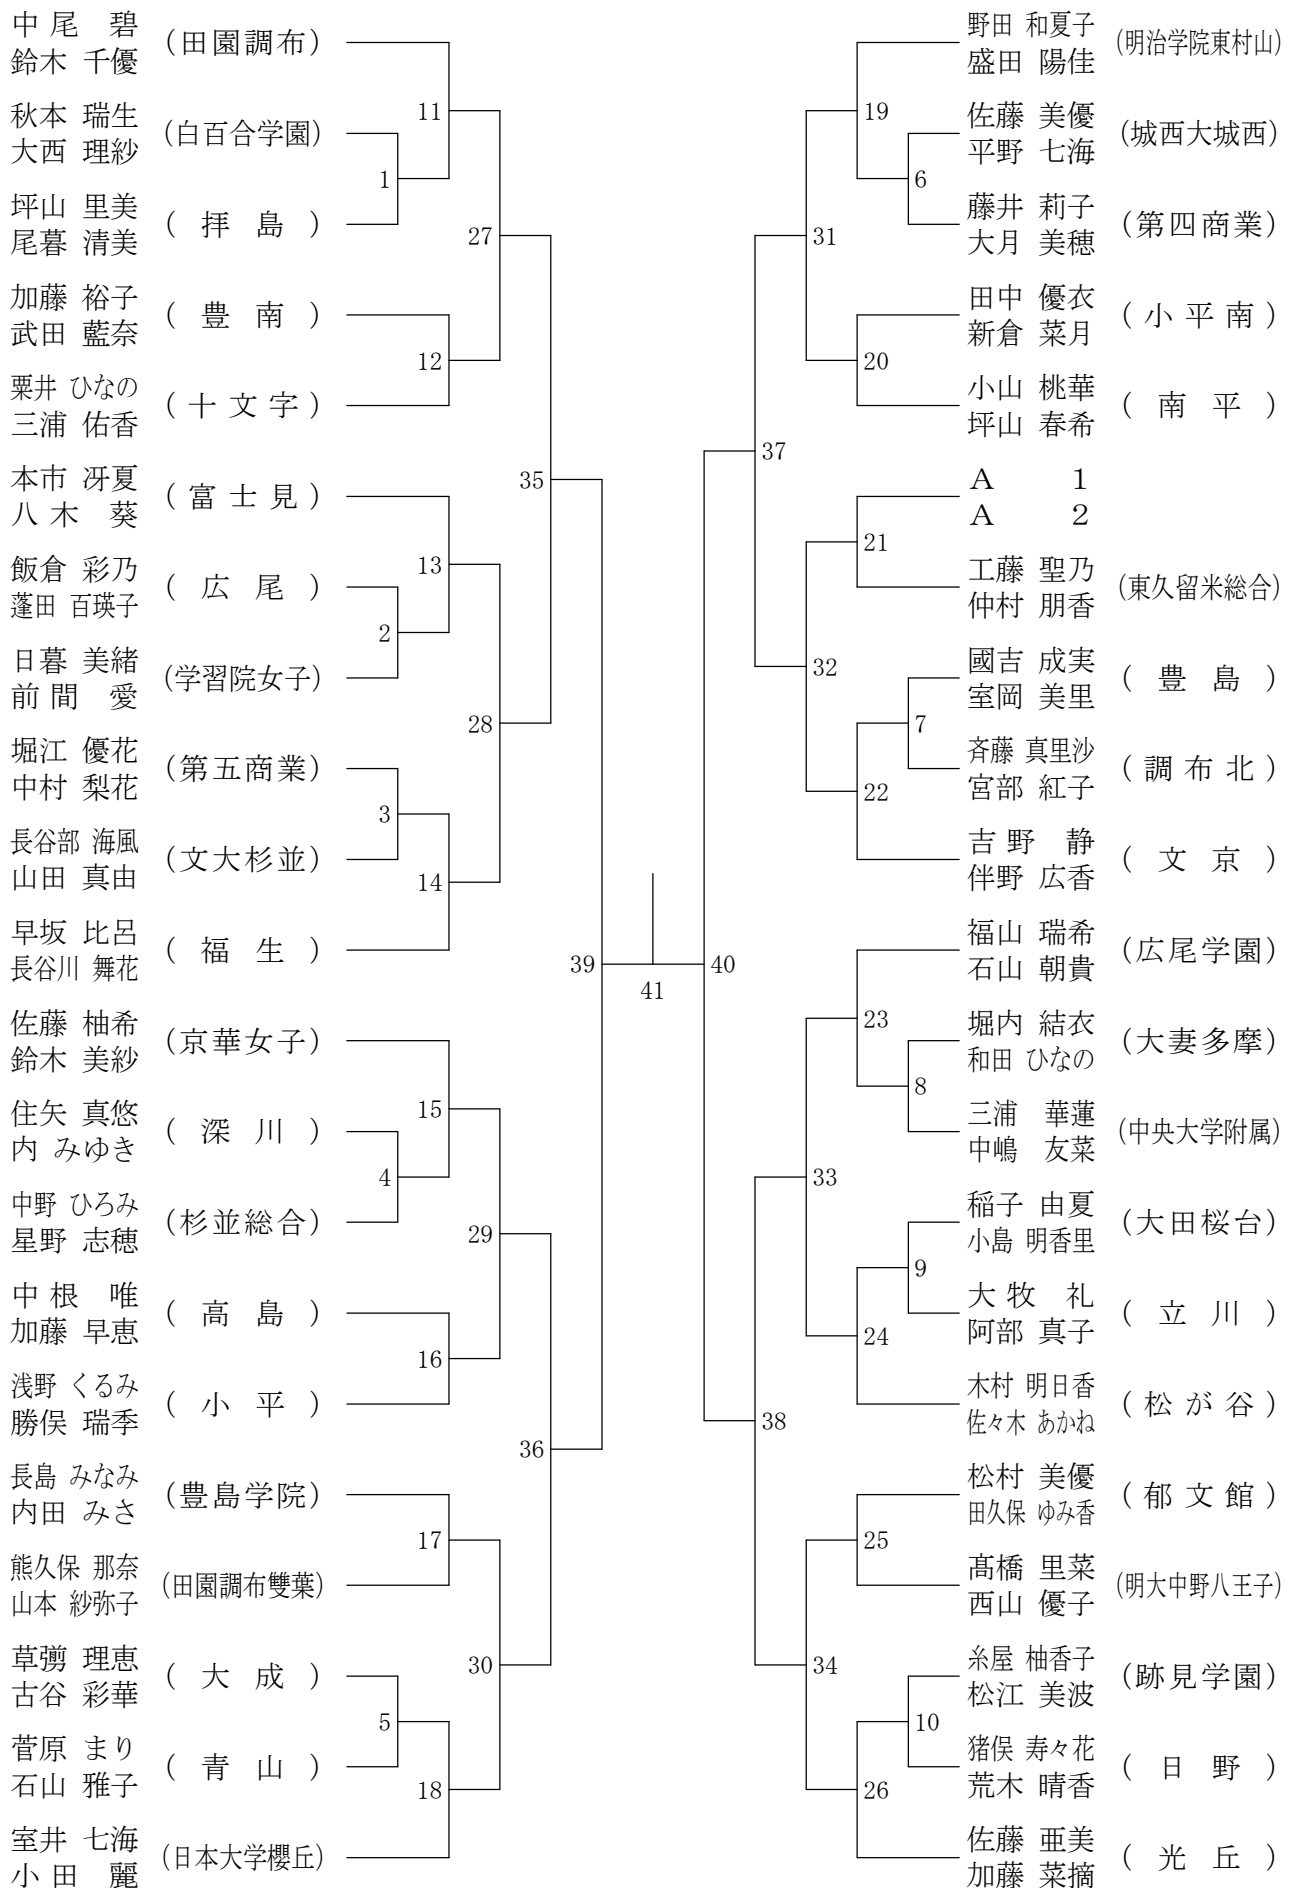 中尾 碧
鈴木 千優
(田園調布)
秋本 瑞生
大西 理紗
(白百合学園)
坪山 里美
尾暮 清美
(拝島)
加藤 裕子
武田 藍奈
(豊南)
粟井 ひなの
三浦 佑香
(十文字)
本市 冴夏
八木 葵
(富士見)
飯倉 彩乃
蓬田 百瑛子
(広尾)
日暮 美緒
前間 愛
(学習院女子)
堀江 優花
中村 梨花
(第五商業)
長谷部 海風
山田 真由
(文大杉並)
早坂 比呂
長谷川 舞花
(福生)
佐藤 柚希
鈴木 美紗
(京華女子)
住矢 真悠
内 みゆき
(深川)
中野 ひろみ
星野 志穂
(杉並総合)
中根 唯
加藤 早恵
(高島)
浅野 くるみ
勝俣 瑞季
(小平)
長島 みなみ
内田 みさ
(豊島学院)
熊久保 那奈
山本 紗弥子
(田園調布雙葉)
草彅 理恵
古谷 彩華
(大成)
菅原 まり
石山 雅子
(青山)
室井 七海
小田 麗
(日本大学櫻丘)
1
2
3
4
5
11
12
13
14
15
16
17
18
27
28
29
30
35
36
39
41
40
37
38
31
32
33
34
19
20
21
22
23
24
25
26
6
7
8
9
10
野田 和夏子
盛田 陽佳
(明治学院東村山)
佐藤 美優
平野 七海
(城西大城西)
藤井 莉子
大月 美穂
(第四商業)
田中 優衣
新倉 菜月
(小平南)
小山 桃華
坪山 春希
(南平)
A 1
A 2
工藤 聖乃
仲村 朋香
(東久留米総合)
國吉 成実
室岡 美里
(豊島)
斉藤 真里沙
宮部 紅子
(調布北)
吉野 静
伴野 広香
(文京)
福山 瑞希
石山 朝貴
(広尾学園)
堀内 結衣
和田 ひなの
(大妻多摩)
三浦 華蓮
中嶋 友菜
(中央大学附属)
稲子 由夏
小島 明香里
(大田桜台)
大牧 礼
阿部 真子
(立川)
木村 明日香
佐々木 あかね
(松が谷)
松村 美優
田久保 ゆみ香
(郁文館)
髙橋 里菜
西山 優子
(明大中野八王子)
糸屋 柚香子
松江 美波
(跡見学園)
猪俣 寿々花
荒木 晴香
(日野)
佐藤 亜美
加藤 菜摘
(光丘)